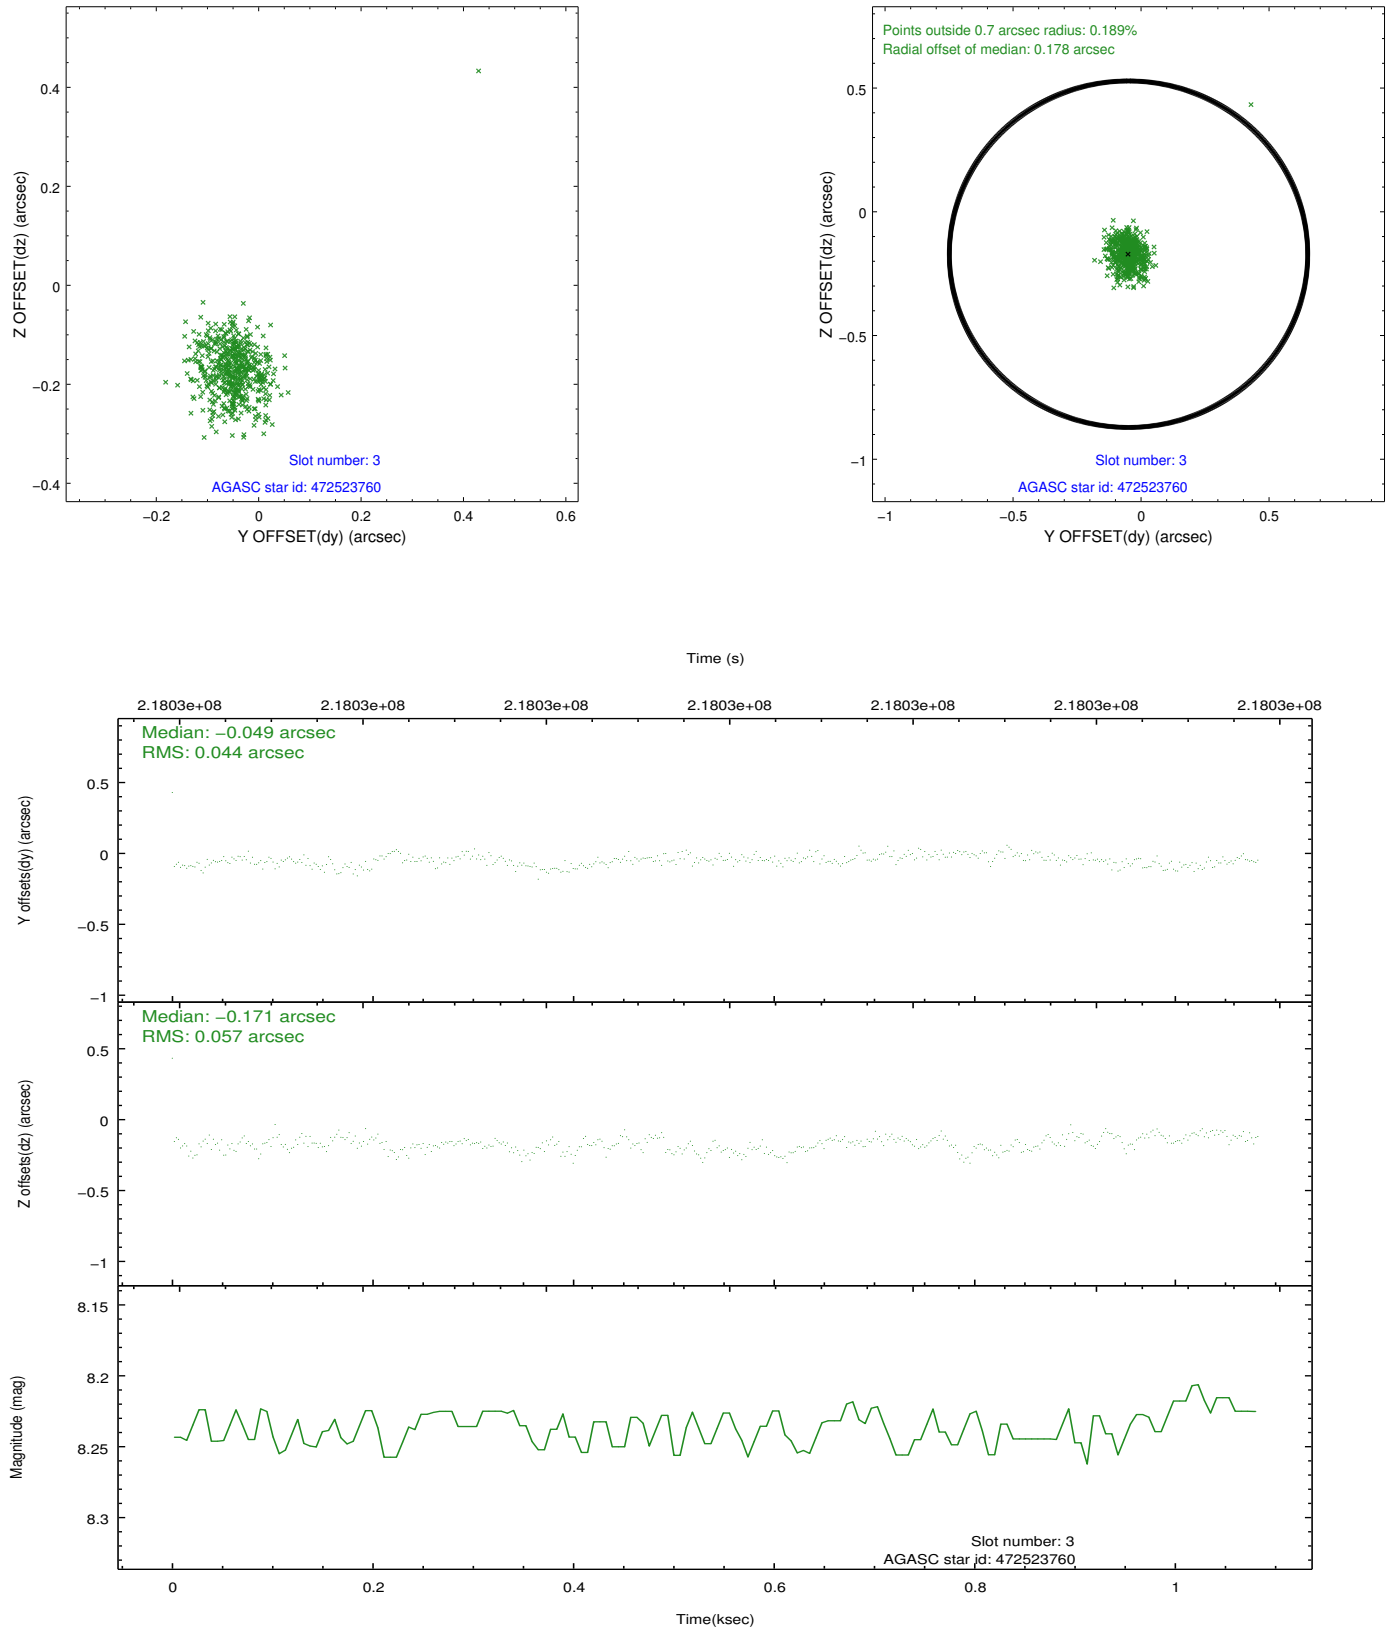 0.4
0.2
0
−0.2
−0.4
Z OFFSET(dz) (arcsec)
Slot number: 3
AGASC star id: 472523760
−0.2 0 0.2 0.4 0.6
Y OFFSET(dy) (arcsec)
Points outside 0.7 arcsec radius: 0.189%
Radial offset of median: 0.178 arcsec
0.5
0
−0.5
−1
Z OFFSET(dz) (arcsec)
Slot number: 3
AGASC star id: 472523760
−1 −0.5 0 0.5
Y OFFSET(dy) (arcsec)
Time (s)
2.1803e+08 2.1803e+08 2.1803e+08 2.1803e+08 2.1803e+08 2.1803e+08 2.1803e+08
Median: −0.049 arcsec
RMS: 0.044 arcsec
0.5
0
−0.5
−1
Y offsets(dy) (arcsec)
Median: −0.171 arcsec
RMS: 0.057 arcsec
0.5
0
−0.5
−1
Z offsets(dz) (arcsec)
8.15
8.2
8.25
8.3
Magnitude (mag)
Slot number: 3
AGASC star id: 472523760
0 0.2 0.4 0.6 0.8 1
Time(ksec)